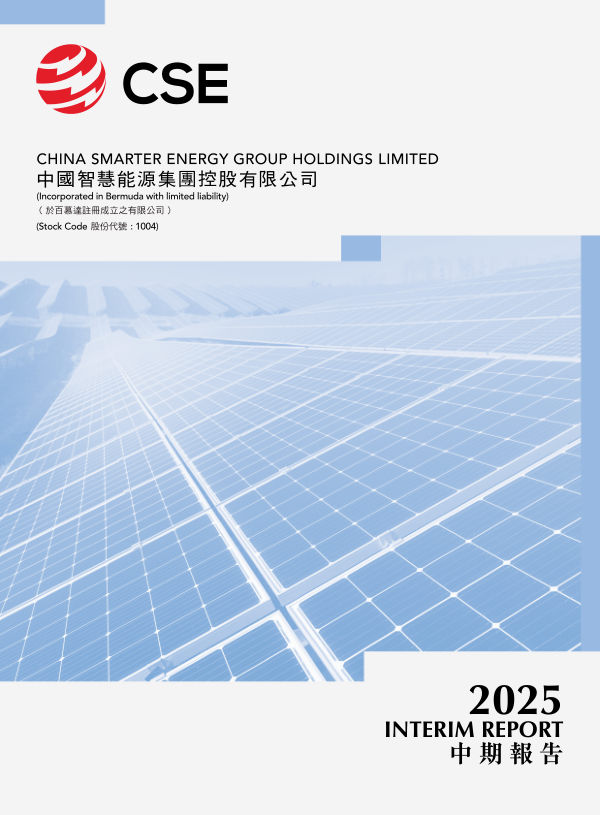 CSE
CHINA SMARTER ENERGY GROUP HOLDINGS LIMITED
中國智慧能源集團控股有限公司
(Incorporated in Bermuda with limited liability)
（於百慕達註冊成立之有限公司）
(Stock Code 股份代號 : 1004)
2025
INTERIM REPORT
中期報告